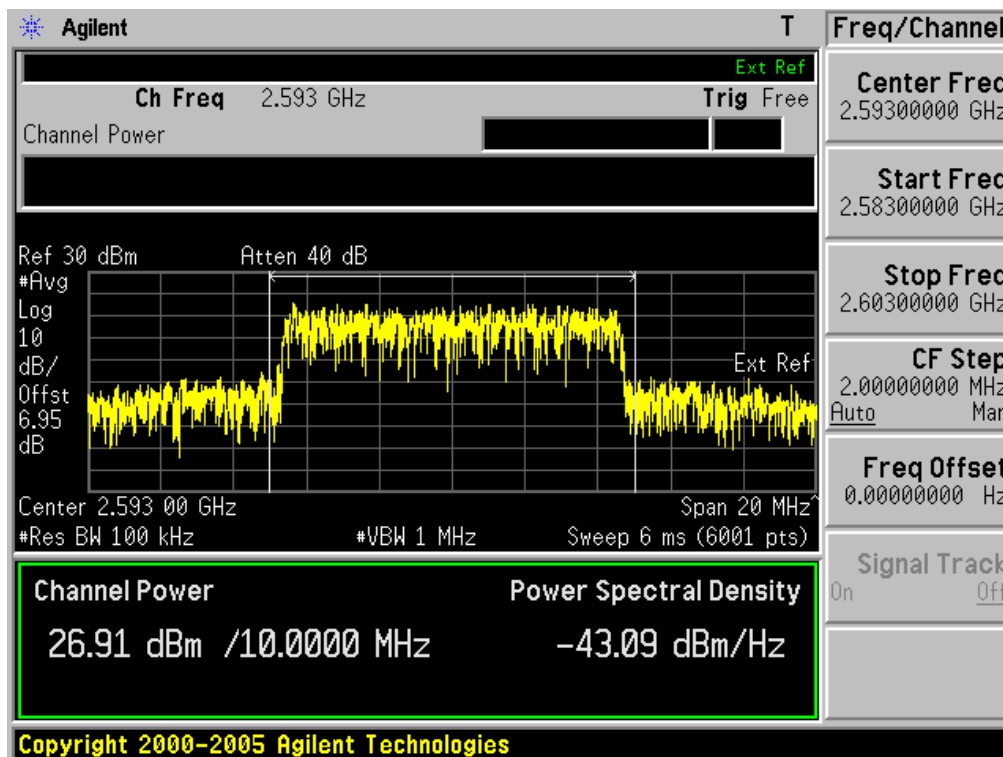 Agilent T Freq/Channel
Ext Ref
Ch Freq 2.593 GHz Trig Free
Channel Power
Center Freq
2.59300000 GHz
Start Freq
2.58300000 GHz
Stop Freq
2.60300000 GHz
CF Step
2.00000000 MHz
Auto Man
Freq Offset
0.00000000 Hz
Signal Track
On Off
Ref 30 dBm Atten 40 dB
#Avg
Log
10
dB/
Offst
6.95
dB
Ext Ref
Center 2.593 00 GHz Span 20 MHz^
#Res BW 100 kHz #VBW 1 MHz Sweep 6 ms (6001 pts)
Channel Power Power Spectral Density
26.91 dBm /10.0000 MHz -43.09 dBm/Hz
Copyright 2000-2005 Agilent Technologies